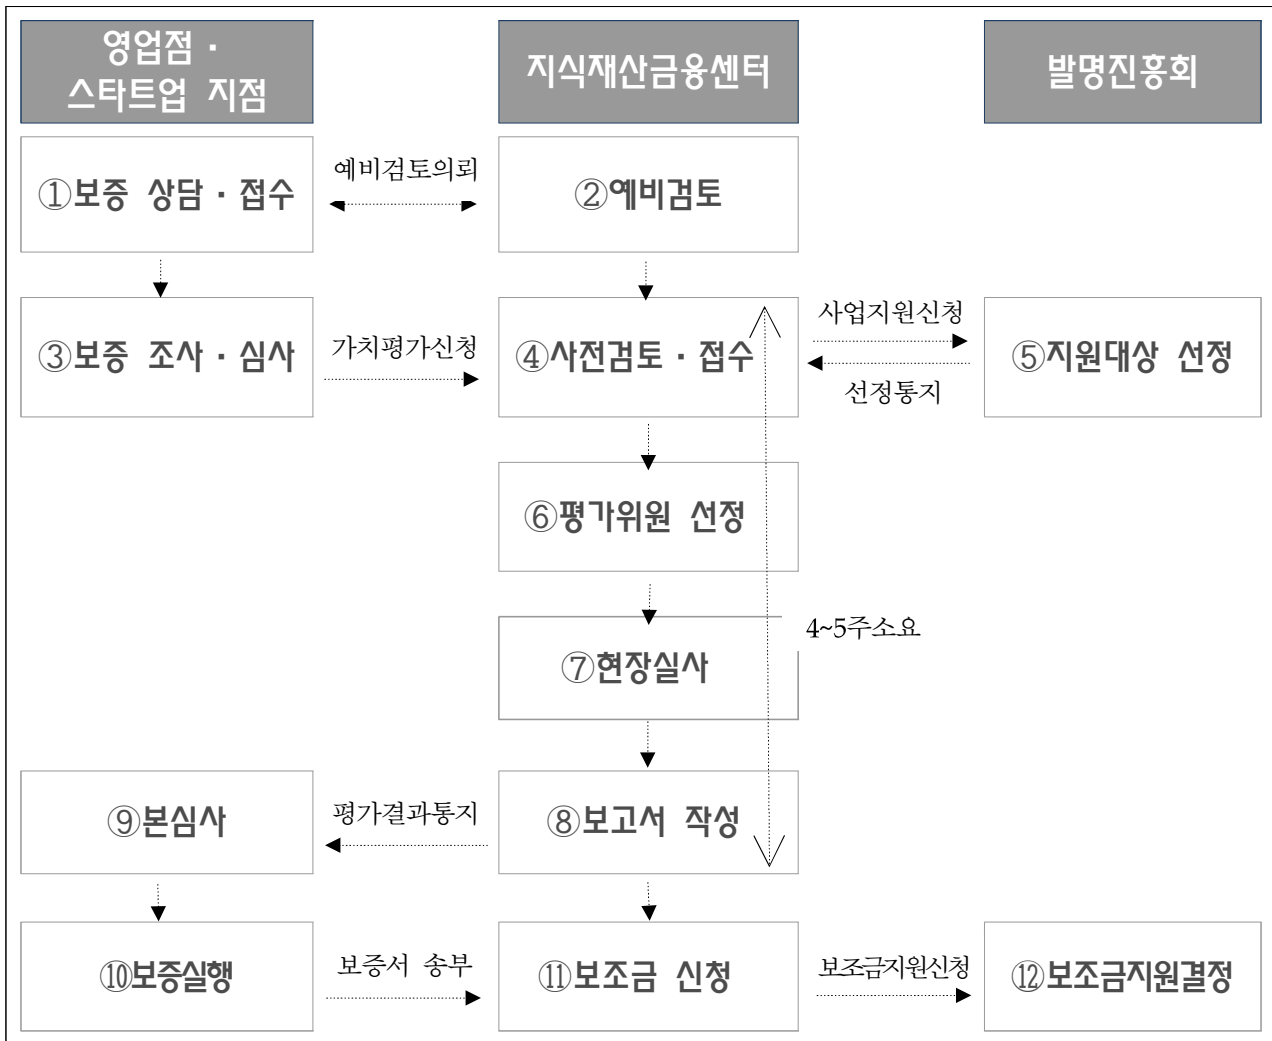 영업점 ·
스타트업 지점
지식재산금융센터
발명진흥회
①보증 상담 · 접수
예비검토의뢰
②예비검토
③보증 조사 · 심사
가치평가신청
④사전검토 · 접수
사업지원신청
선정통지
⑤지원대상 선정
⑥평가위원 선정
4~5주소요
⑦현장실사
⑨본심사
평가결과통지
⑧보고서 작성
⑩보증실행
보증서 송부
⑪보조금 신청
보조금지원신청
⑫보조금지원결정